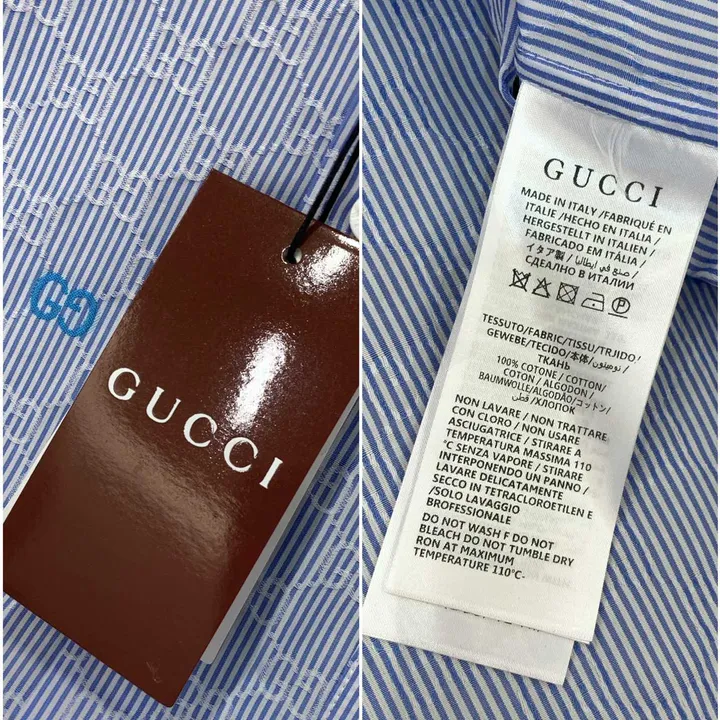 GG
GUCCI
GUCCI
MADE IN ITALY /FABRIQUÉ EN
ITALIE /HECHO EN ITALIA /
HERGESTELLT IN ITALIEN /
FABRICADO EM ITALIA /
イタリア製 / صنع في ايطاليا /
СДЕЛАНО В ИТАЛИИ
TESSUTO/FABRIC/TISSU/TRJIDO/
GEWEBE/TECIDO/本体/
ТКАНЬ
100% COTONE / COTTON/
COTON / ALGODON /
BAUMWOLLE/ALGODÃO/コットン/
قطن /ХЛОПОК
NON LAVARE / NON TRATTARE
CON CLORO / NON USARE
ASCIUGATRICE / STIRARE A
TEMPERATURA MASSIMA 110
°C SENZA VAPORE / STIRARE
INTERPONENDO UN PANNO /
LAVARE DELICATAMENTE
SECCO IN TETRACLOROETILEN E
/SOLO LAVAGGIO
BROFESSIONALE
DO NOT WASH F DO NOT
BLEACH DO NOT TUMBLE DRY
RON AT MAXIMUM
TEMPERATURE 110°C-